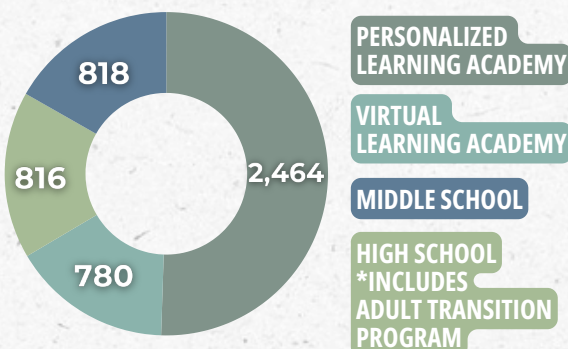 818
816
2,464
780
PERSONALIZED
LEARNING ACADEMY
VIRTUAL
LEARNING ACADEMY
MIDDLE SCHOOL
HIGH SCHOOL
*INCLUDES
ADULT TRANSITION
PROGRAM